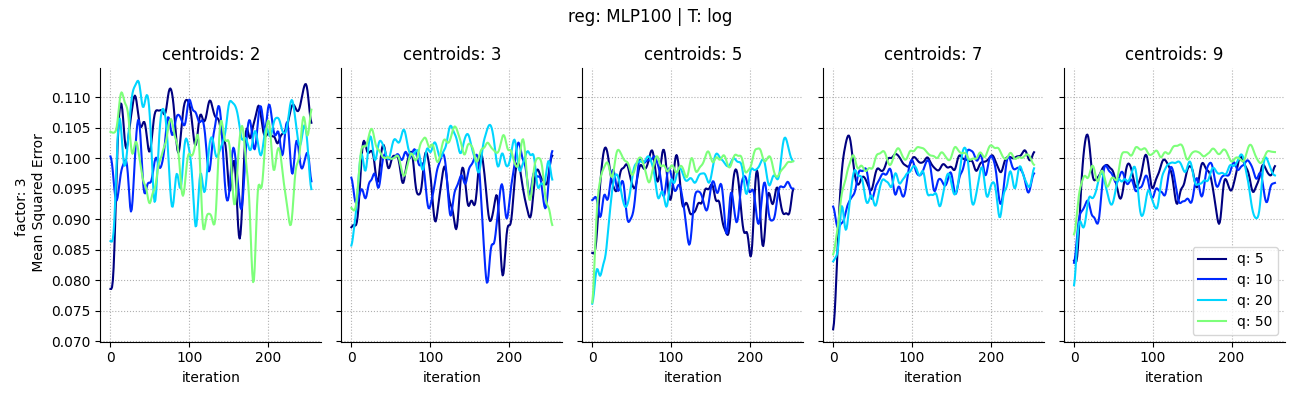 reg: MLP100 | T: log
centroids: 2
centroids: 3
centroids: 5
centroids: 7
centroids: 9
factor: 3
Mean Squared Error
0.110
0.105
0.100
0.095
0.090
0.085
0.080
0.075
0.070
q: 5
q: 10
q: 20
q: 50
0 100 200
0 100 200
0 100 200
0 100 200
0 100 200
iteration
iteration
iteration
iteration
iteration